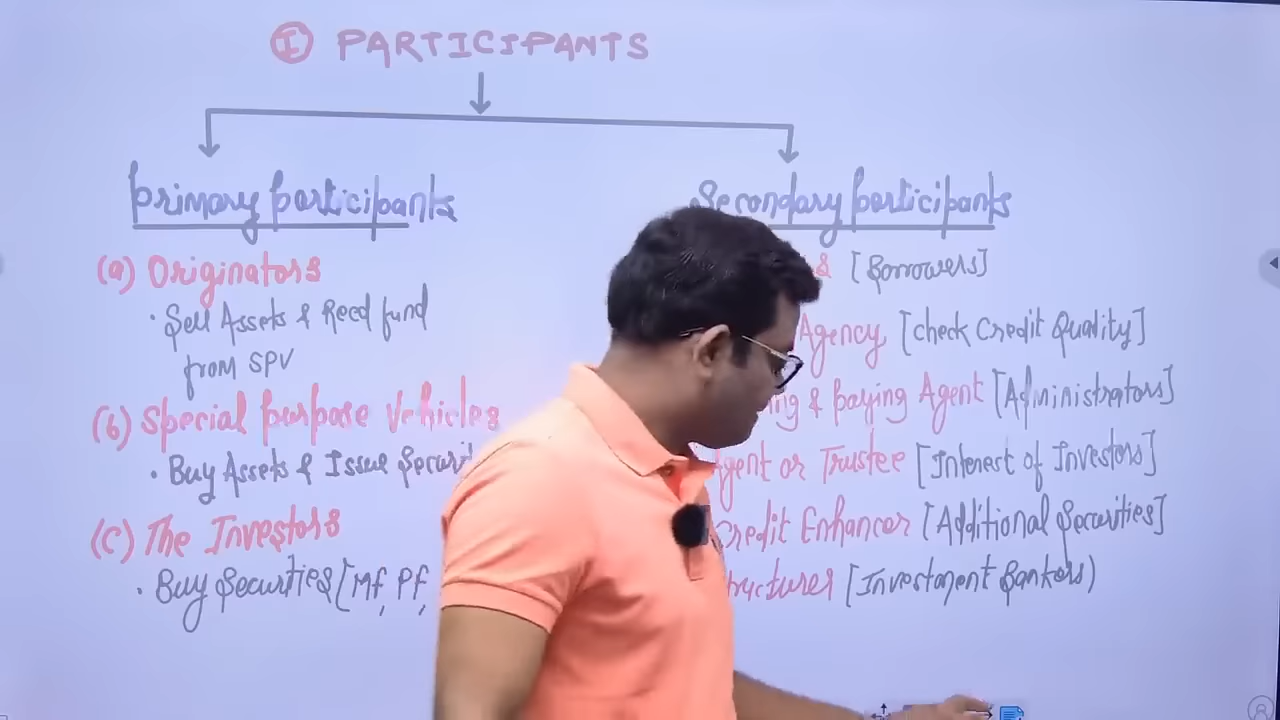 I PARTICIPANTS
Primary participants
(a) Originators
· Sell Assets & Recd fund
from SPV
(b) Special purpose Vehicles
· Buy Assets & Issue
(c) The Investors
· Buy Securities [Mf, Pf,
Secondary participants
[Borrowers]
Agency [check Credit Quality]
& paying Agent [Administrators]
Agent or Trustee [Interest of Investors]
Credit Enhancer [Additional Securities]
[Investment Bankers)